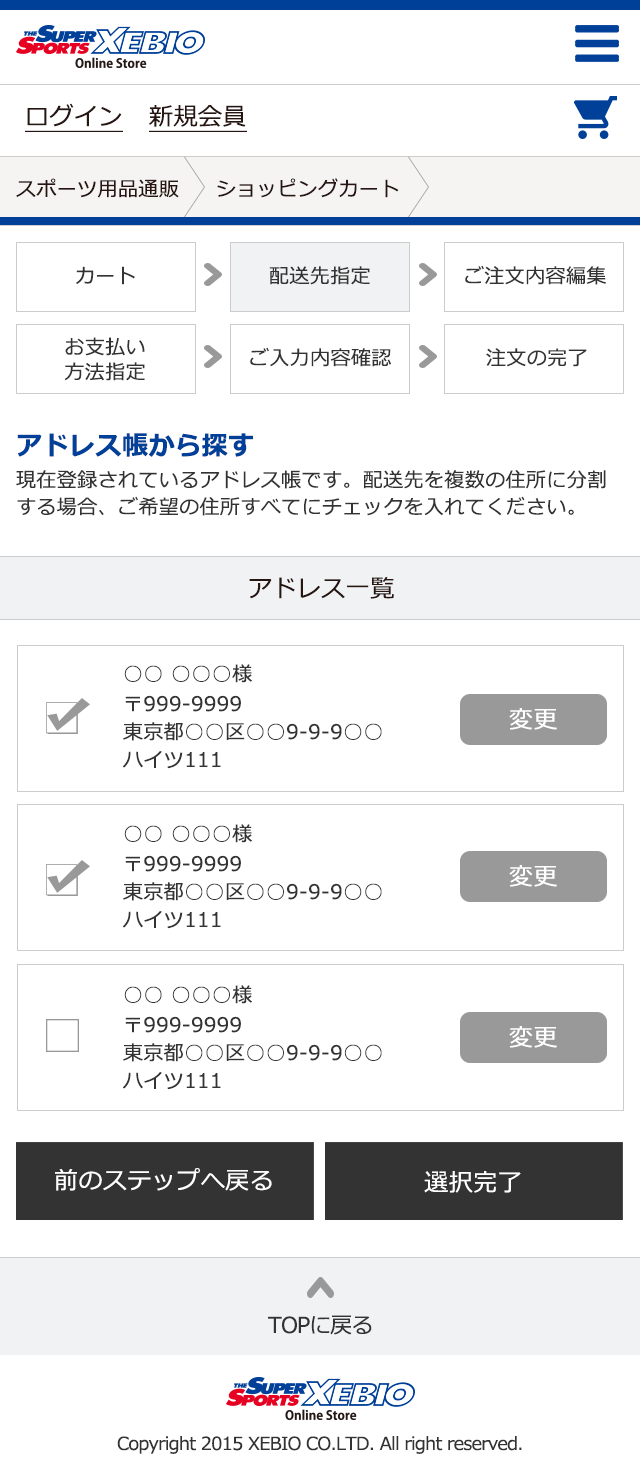 THE SUPER SPORTS XEBIO
Online Store
ログイン 新規会員
スポーツ用品通販 ショッピングカート
カート 配送先指定 ご注文内容編集
お支払い
方法指定 ご入力内容確認 注文の完了
アドレス帳から探す
現在登録されているアドレス帳です。配送先を複数の住所に分割
する場合、ご希望の住所すべてにチェックを入れてください。
アドレス一覧
○○ ○○○様
〒999-9999
東京都○○区○○9-9-9○○
ハイツ111
変更
○○ ○○○様
〒999-9999
東京都○○区○○9-9-9○○
ハイツ111
変更
○○ ○○○様
〒999-9999
東京都○○区○○9-9-9○○
ハイツ111
変更
前のステップへ戻る 選択完了
TOPに戻る
THE SUPER SPORTS XEBIO
Online Store
Copyright 2015 XEBIO CO.LTD. All right reserved.